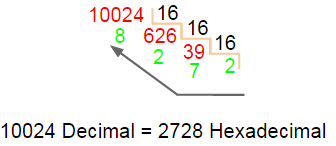 10024 16
8 626 16
2 39 16
7 2
10024 Decimal = 2728 Hexadecimal